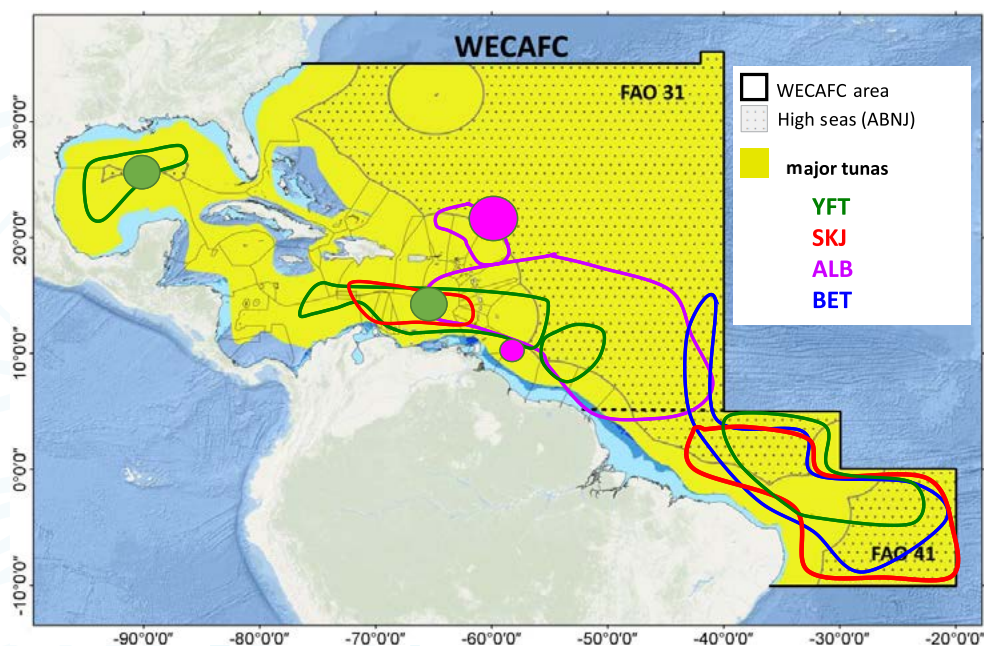 WECAFC
FAO 31
WECAFC area
High seas (ABNJ)
major tunas
YFT
SKJ
ALB
BET
FAO 41
30°0'0"
20°0'0"
10°0'0"
0°0'0"
-10°0'0"
-90°0'0"
-80°0'0"
-70°0'0"
-60°0'0"
-50°0'0"
-40°0'0"
-30°0'0"
-20°0'0"